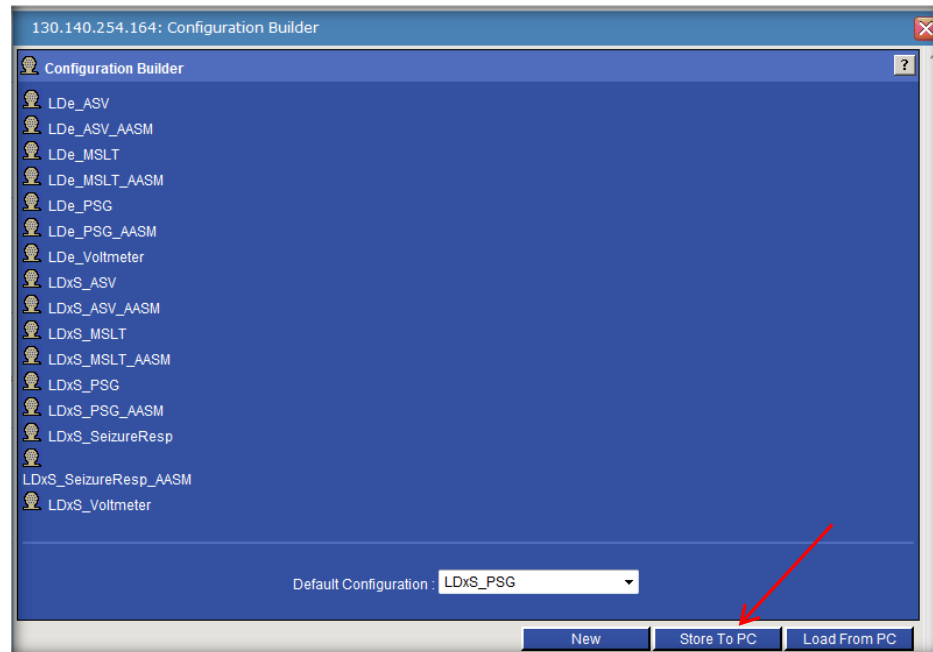 130.140.254.164: Configuration Builder
Configuration Builder
?
LDe_ASV
LDe_ASV_AASM
LDe_MSLT
LDe_MSLT_AASM
LDe_PSG
LDe_PSG_AASM
LDe_Voltmeter
LDxS_ASV
LDxS_ASV_AASM
LDxS_MSLT
LDxS_MSLT_AASM
LDxS_PSG
LDxS_PSG_AASM
LDxS_SeizureResp
LDxS_SeizureResp_AASM
LDxS_Voltmeter
Default Configuration : LDxS_PSG
New Store To PC Load From PC